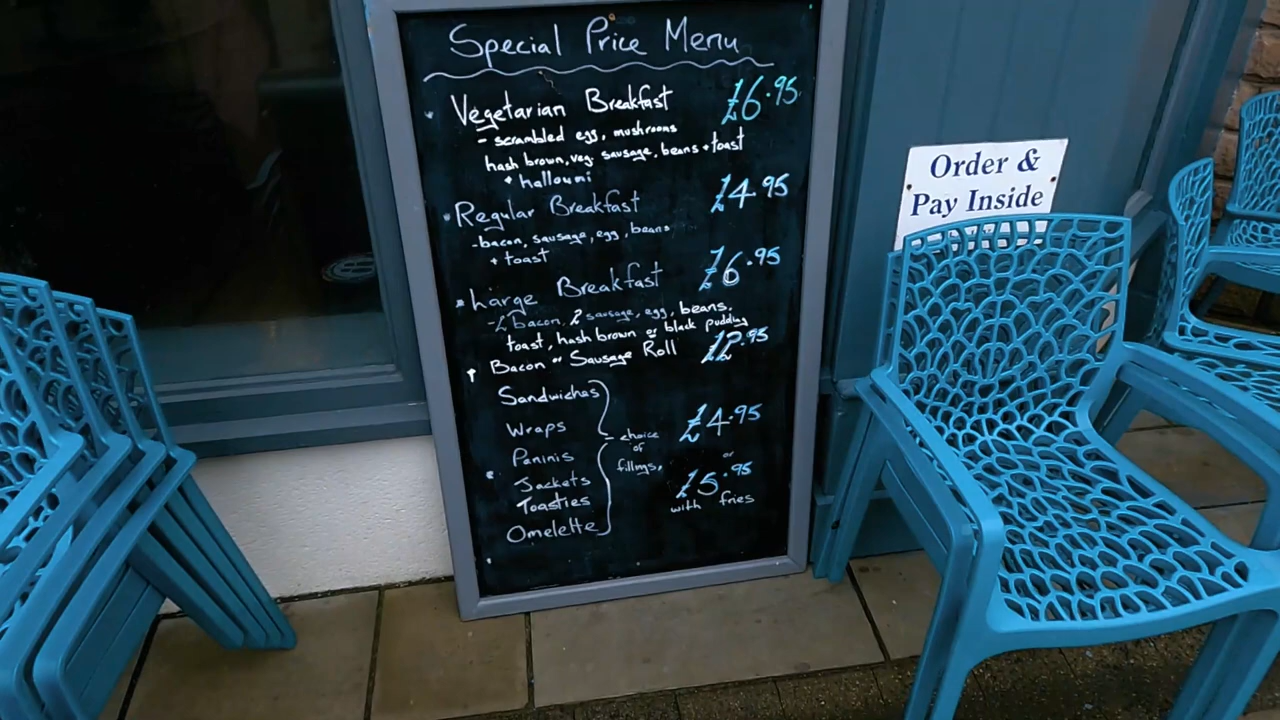 Special Price Menu
Vegetarian Breakfast £6.95
- scrambled egg, mushrooms
hash brown, veg. sausage, beans + toast
+ halloumi
Regular Breakfast £4.95
- bacon, sausage, egg, beans
+ toast
Large Breakfast £6.95
- 2 bacon, 2 sausage, egg, beans,
toast, hash brown or black pudding
Bacon or Sausage Roll £2.95
Sandwiches
Wraps
Paninis
Jackets
Toasties
Omelette
- choice
of
fillings,
£4.95
or
£5.95
with fries
Order &
Pay Inside